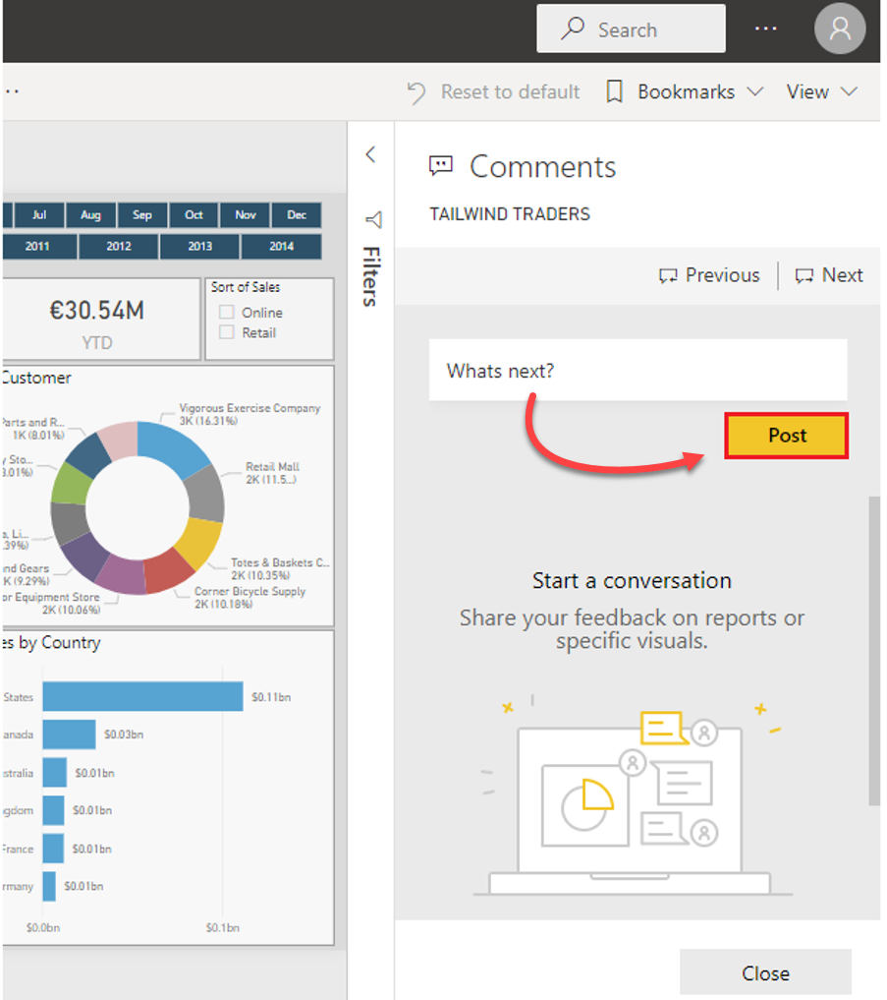 Search
Reset to default
Bookmarks
View
Comments
TAILWIND TRADERS
Filters
Previous
Next
Whats next?
Post
Start a conversation
Share your feedback on reports or
specific visuals.
Close
Jul Aug Sep Oct Nov Dec
2011 2012 2013 2014
€30.54M
YTD
Sort of Sales
Online
Retail
Customer
Vigorous Exercise Company
3K (16.31%)
Retail Mall
2K (11.5...)
Totes & Baskets C...
2K (10.35%)
Corner Bicycle Supply
2K (10.18%)
or Equipment Store
2K (10.06%)
and Gears
K (9.29%)
, Li...
.39%)
y Sto...
.01%)
Parts and R...
1K (8.01%)
es by Country
States
$0.11bn
anada
$0.03bn
stralia
$0.01bn
gdom
$0.01bn
France
$0.01bn
rmany
$0.01bn
$0.0bn
$0.1bn